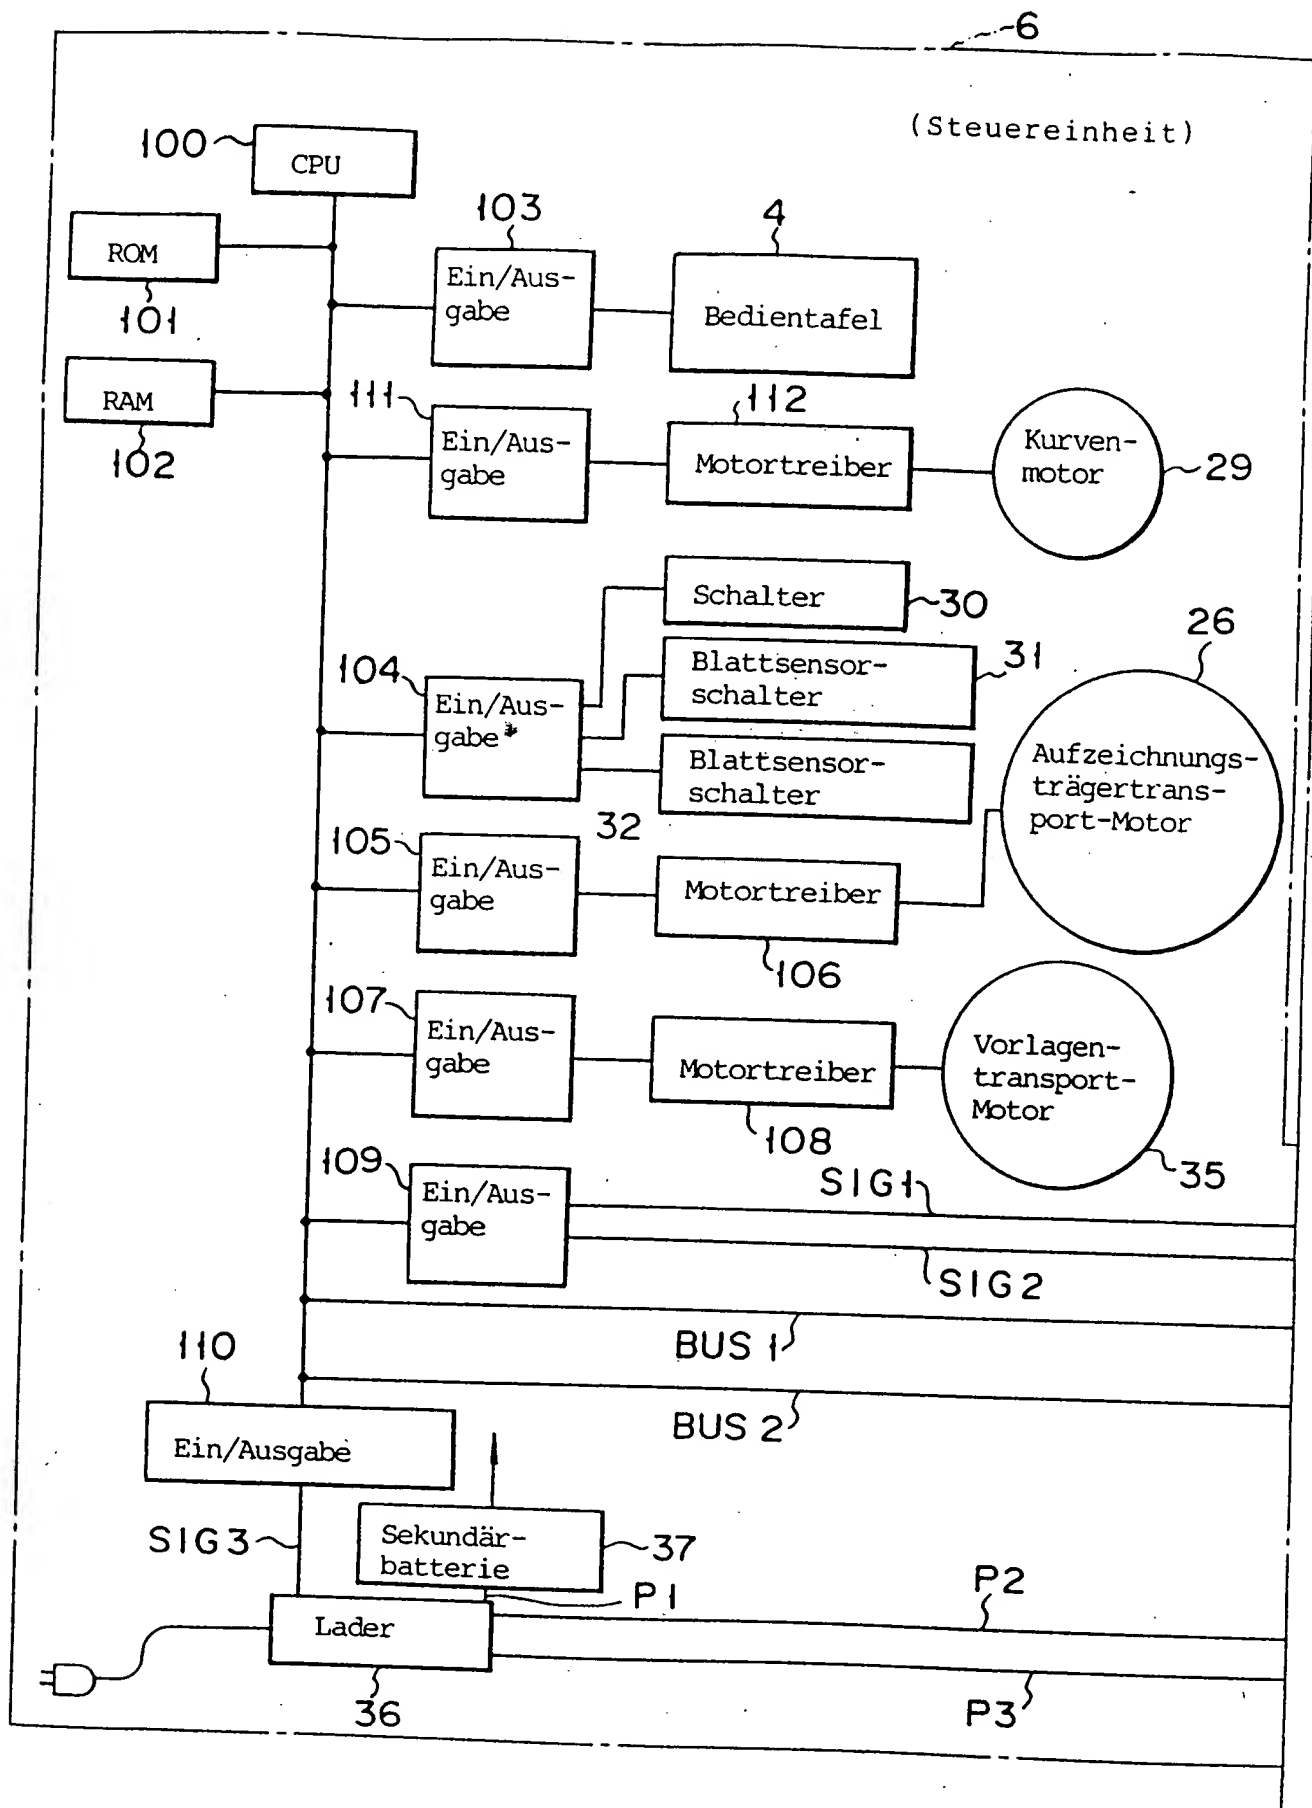 6
(Steuereinheit)
100
CPU
103
4
ROM
Ein/Aus-
gabe
Bedientafel
101
RAM
111
112
102
Ein/Aus-
gabe
Motortreiber
Kurven-
motor
29
Schalter
30
26
104
Ein/Aus-
gabe
Blattsensor-
schalter
31
Blattsensor-
schalter
32
Aufzeichnungs-
trägertrans-
port-Motor
105
Ein/Aus-
gabe
Motortreiber
106
107
Ein/Aus-
gabe
Motortreiber
Vorlagen-
transport-
Motor
108
35
109
Ein/Aus-
gabe
SIG1
SIG2
BUS 1
110
BUS 2
Ein/Ausgabe
SIG3
Sekundär-
batterie
37
P1
P2
Lader
36
P3